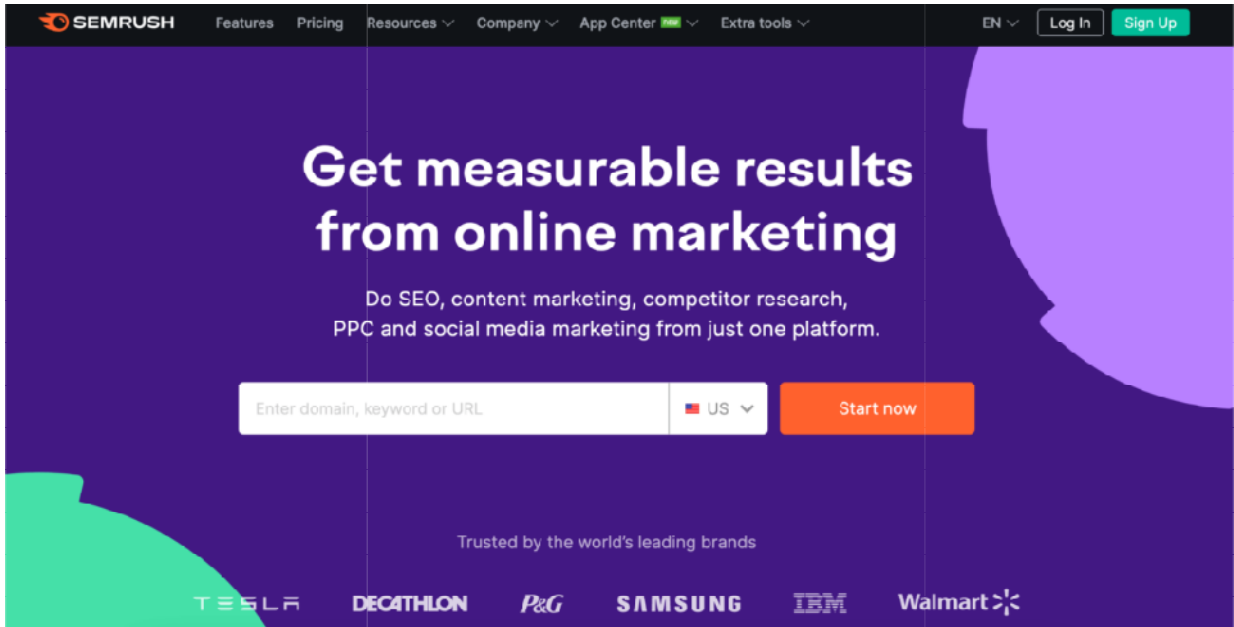 SEMRUSH Features Pricing Resources Company App Center new Extra tools EN Log In Sign Up
Get measurable results
from online marketing
Do SEO, content marketing, competitor research,
PPC and social media marketing from just one platform.
Enter domain, keyword or URL US Start now
Trusted by the world's leading brands
TESLA DECATHLON P&G SAMSUNG IBM Walmart